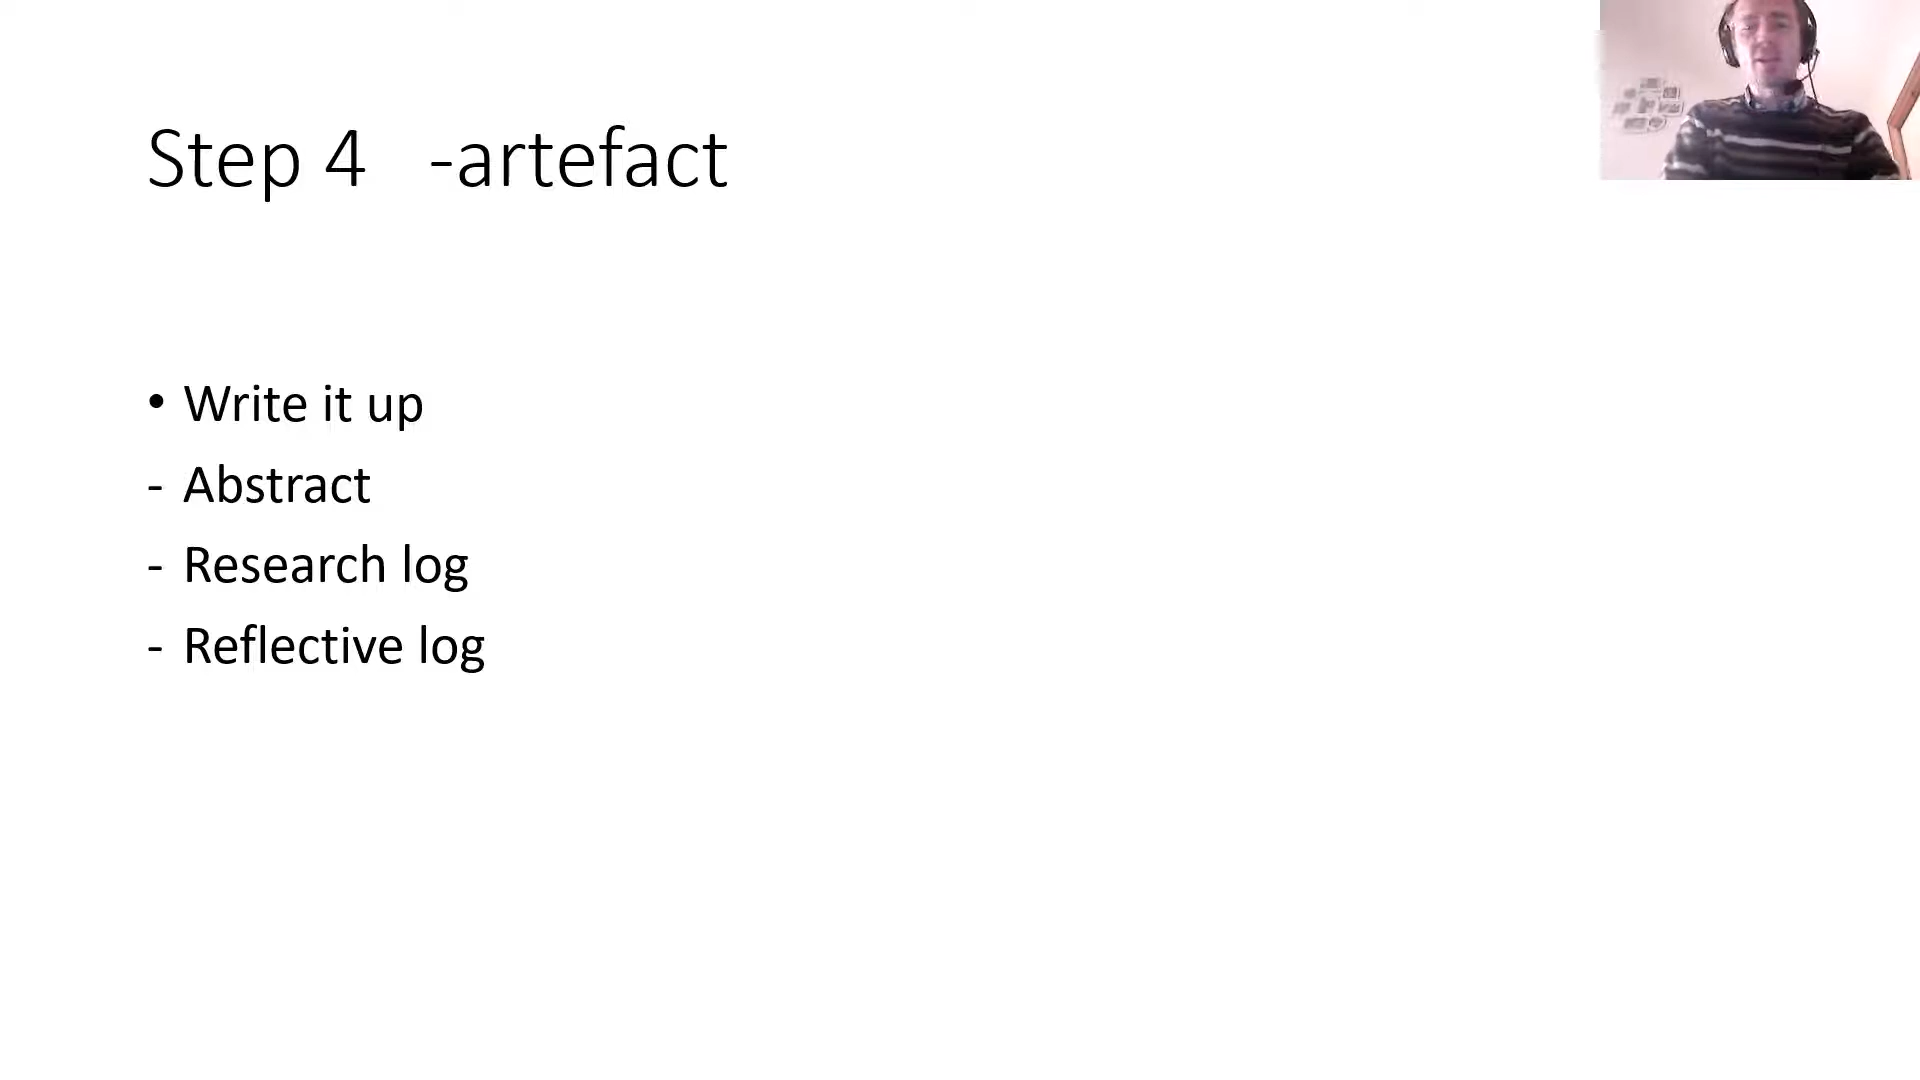 Step 4 -artefact
• Write it up
- Abstract
- Research log
- Reflective log